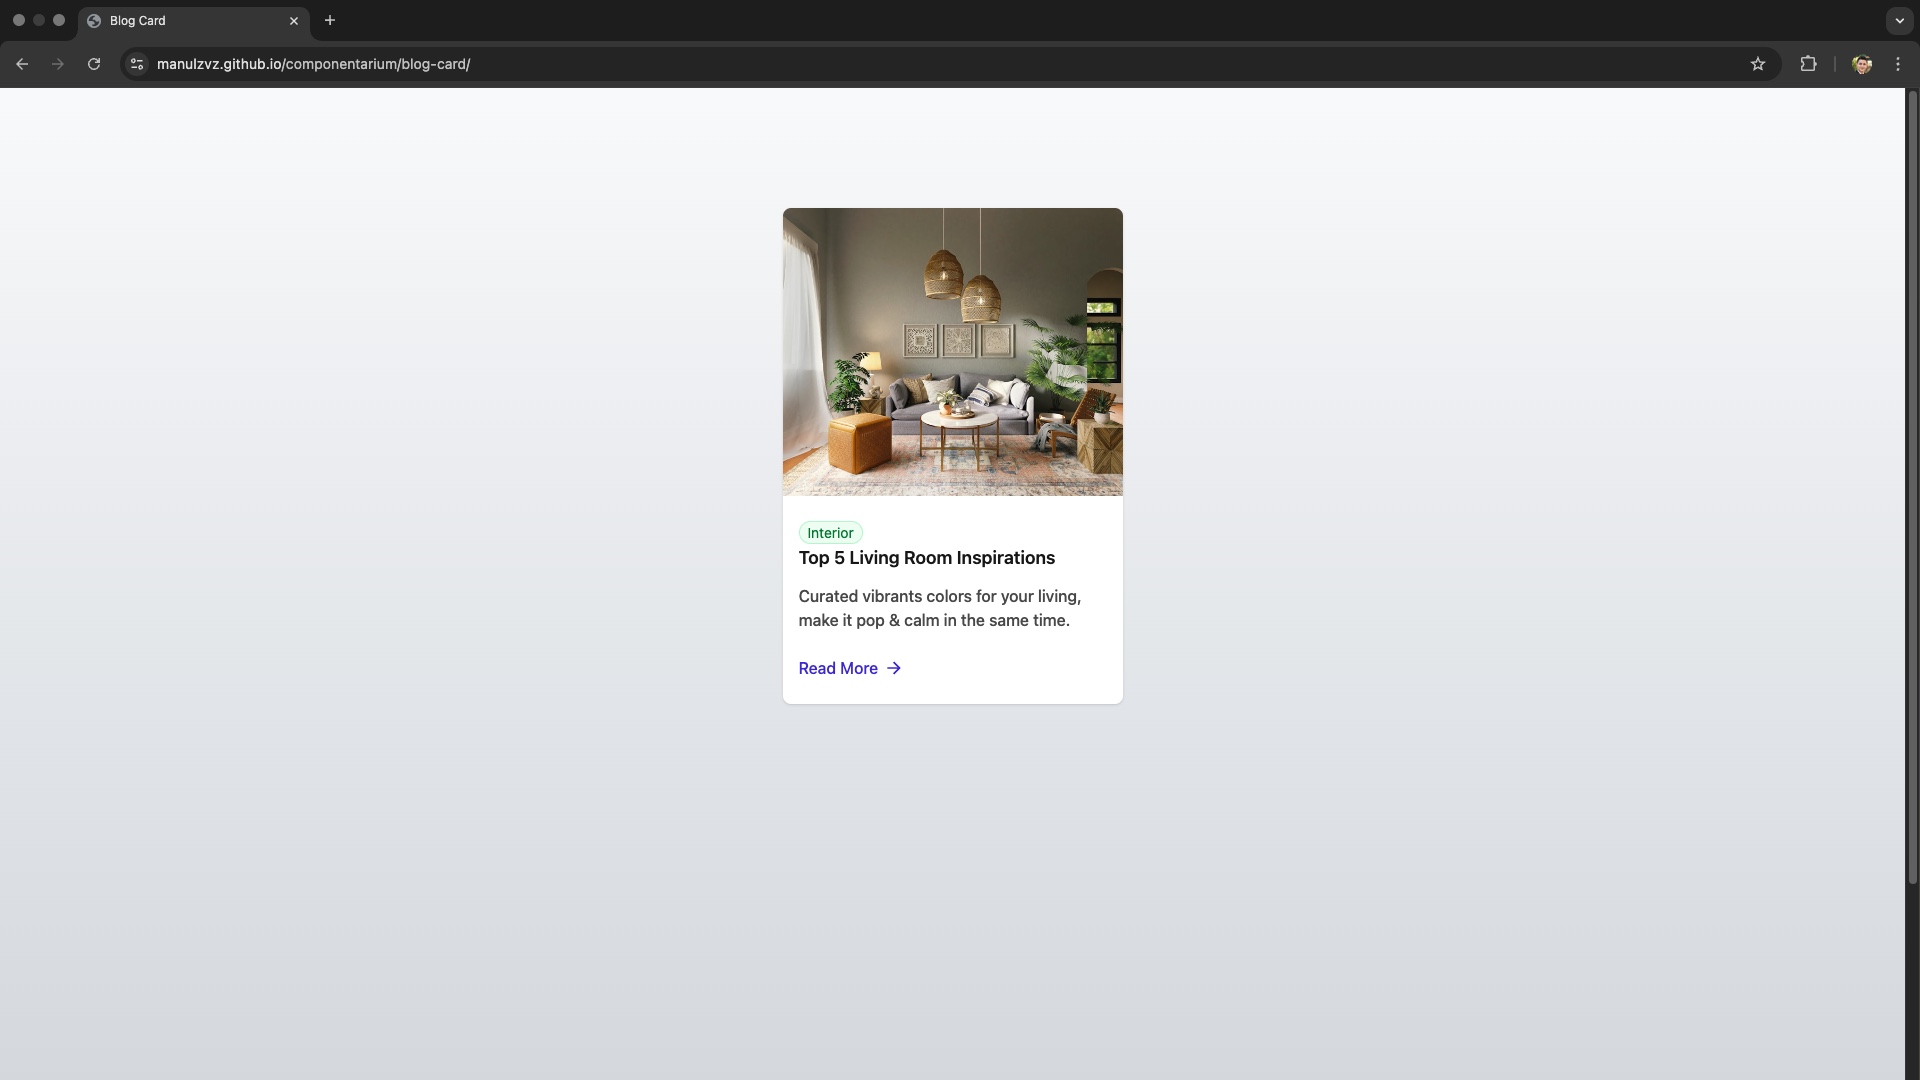 Blog Card
manulzvz.github.io/componentarium/blog-card/
Interior
Top 5 Living Room Inspirations
Curated vibrants colors for your living,
make it pop & calm in the same time.
Read More